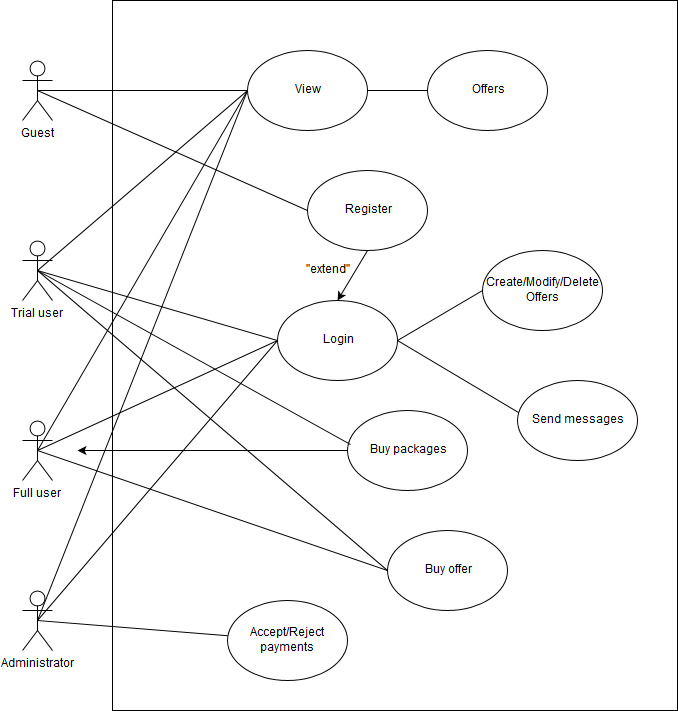 View
Offers
Guest
Register
"extend"
Create/Modify/Delete
Offers
Trial user
Login
Send messages
Buy packages
Full user
Buy offer
Accept/Reject
payments
Administrator